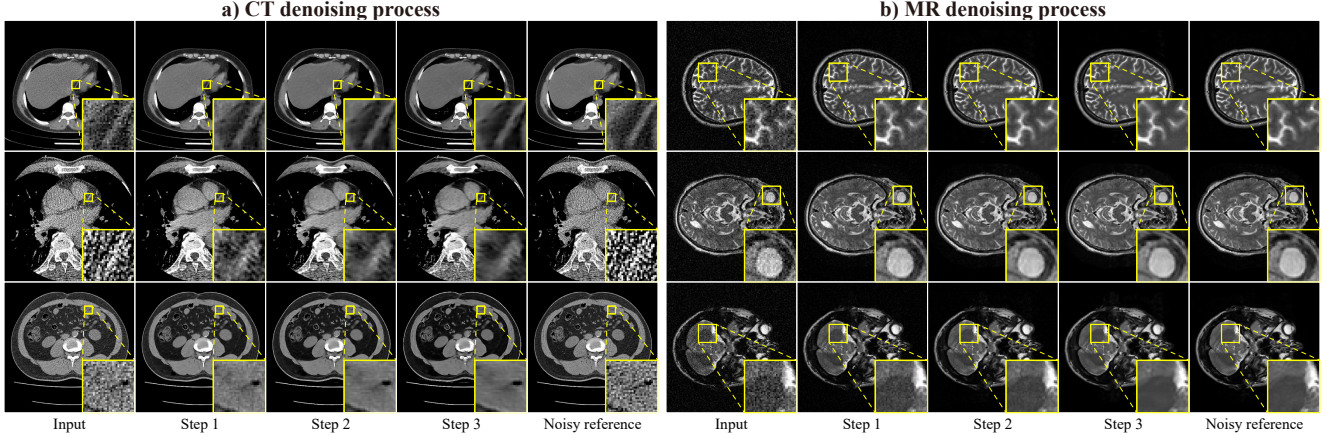 a) CT denoising process
b) MR denoising process
Input Step 1 Step 2 Step 3 Noisy reference
Input Step 1 Step 2 Step 3 Noisy reference